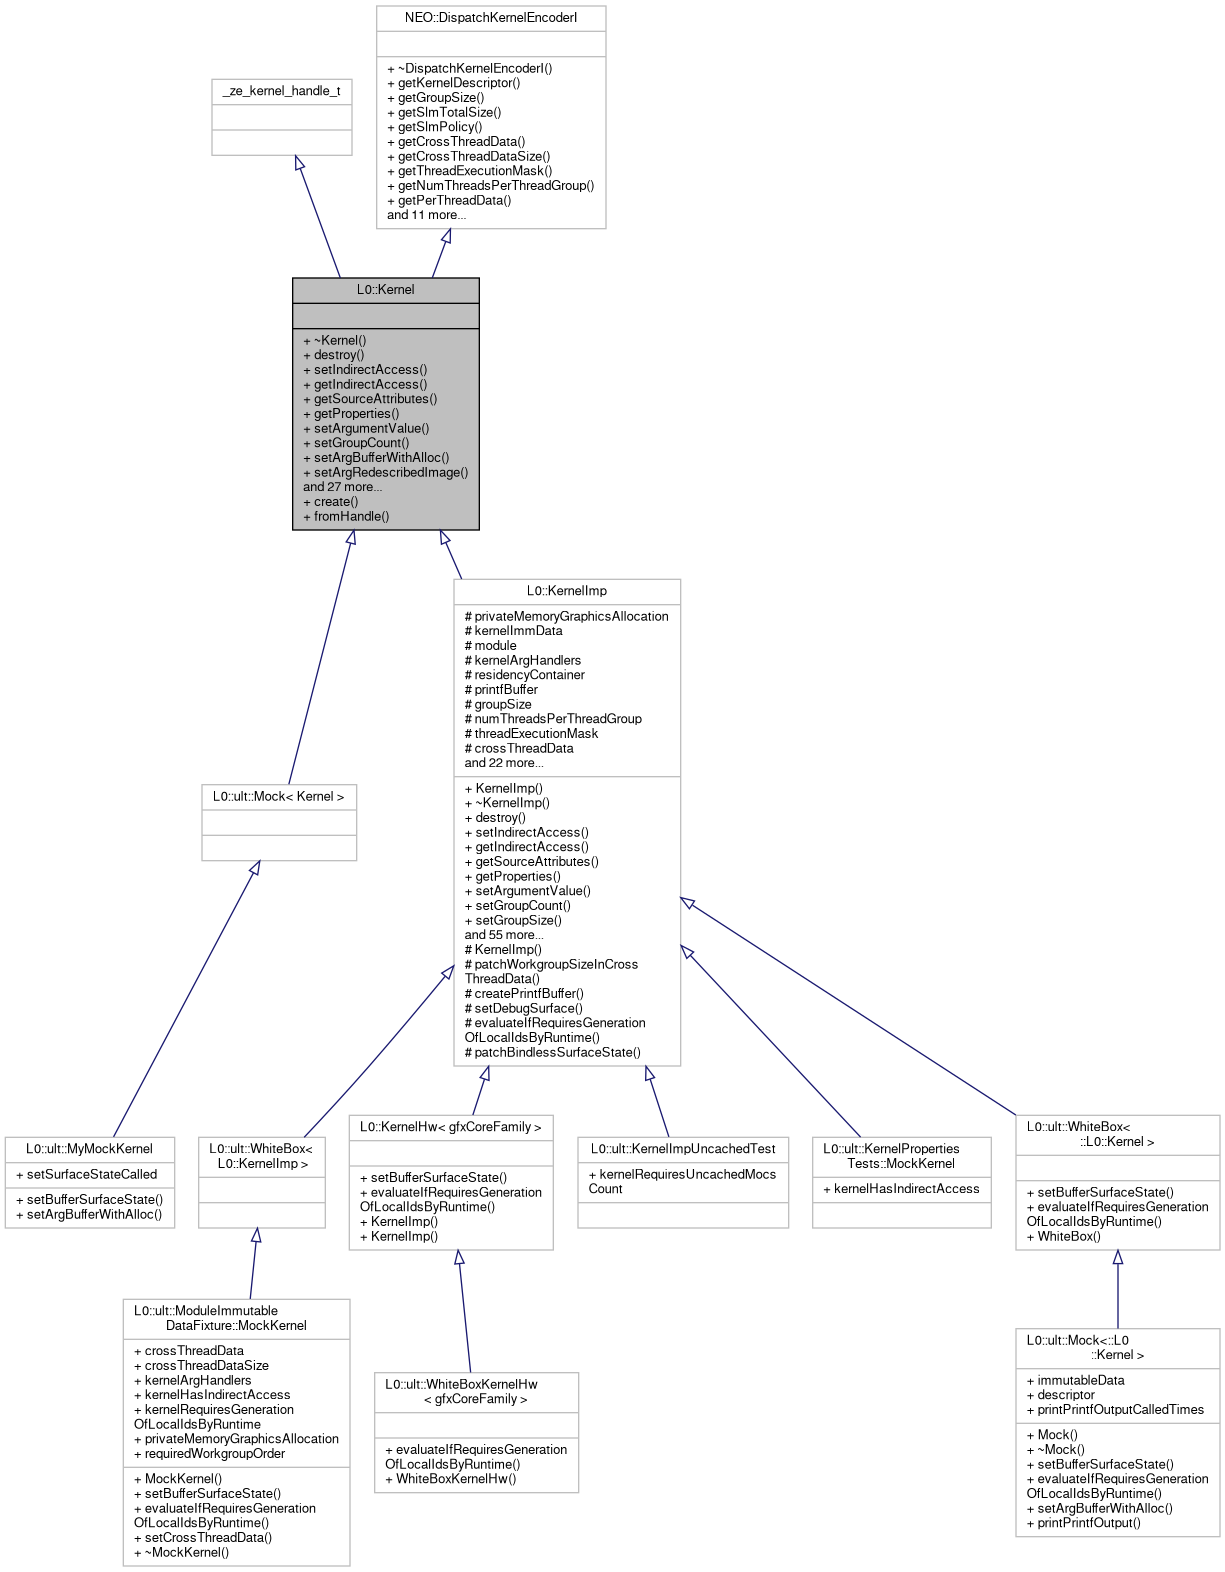 NEO::DispatchKernelEncoderI
+ ~DispatchKernelEncoderI()
+ getKernelDescriptor()
+ getGroupSize()
+ getSlmTotalSize()
+ getSlmPolicy()
+ getCrossThreadData()
+ getCrossThreadDataSize()
+ getThreadExecutionMask()
+ getNumThreadsPerThreadGroup()
+ getPerThreadData()
and 11 more...
_ze_kernel_handle_t
L0::Kernel
+ ~Kernel()
+ destroy()
+ setIndirectAccess()
+ getIndirectAccess()
+ getSourceAttributes()
+ getProperties()
+ setArgumentValue()
+ setGroupCount()
+ setArgBufferWithAlloc()
+ setArgRedescribedImage()
and 27 more...
+ create()
+ fromHandle()
L0::KernelImp
# privateMemoryGraphicsAllocation
# kernelImmData
# module
# kernelArgHandlers
# residencyContainer
# printfBuffer
# groupSize
# numThreadsPerThreadGroup
# threadExecutionMask
# crossThreadData
and 22 more...
+ KernelImp()
+ ~KernelImp()
+ destroy()
+ setIndirectAccess()
+ getIndirectAccess()
+ getSourceAttributes()
+ getProperties()
+ setArgumentValue()
+ setGroupCount()
+ setGroupSize()
and 55 more...
# KernelImp()
# patchWorkgroupSizeInCross
ThreadData()
# createPrintfBuffer()
# setDebugSurface()
# evaluateIfRequiresGeneration
OfLocalIdsByRuntime()
# patchBindlessSurfaceState()
L0::ult::Mock< Kernel >
L0::ult::MyMockKernel
+ setSurfaceStateCalled
+ setBufferSurfaceState()
+ setArgBufferWithAlloc()
L0::ult::WhiteBox<
L0::KernelImp >
L0::KernelHw< gfxCoreFamily >
+ setBufferSurfaceState()
+ evaluateIfRequiresGeneration
OfLocalIdsByRuntime()
+ KernelImp()
+ KernelImp()
L0::ult::KernelImpUncachedTest
+ kernelRequiresUncachedMocs
Count
L0::ult::KernelProperties
Tests::MockKernel
+ kernelHasIndirectAccess
L0::ult::WhiteBox<
::L0::Kernel >
+ setBufferSurfaceState()
+ evaluateIfRequiresGeneration
OfLocalIdsByRuntime()
+ WhiteBox()
L0::ult::ModuleImmutable
DataFixture::MockKernel
+ crossThreadData
+ crossThreadDataSize
+ kernelArgHandlers
+ kernelHasIndirectAccess
+ kernelRequiresGeneration
OfLocalIdsByRuntime
+ privateMemoryGraphicsAllocation
+ requiredWorkgroupOrder
+ MockKernel()
+ setBufferSurfaceState()
+ evaluateIfRequiresGeneration
OfLocalIdsByRuntime()
+ setCrossThreadData()
+ ~MockKernel()
L0::ult::WhiteBoxKernelHw
< gfxCoreFamily >
+ evaluateIfRequiresGeneration
OfLocalIdsByRuntime()
+ WhiteBoxKernelHw()
L0::ult::Mock<::L0
::Kernel >
+ immutableData
+ descriptor
+ printPrintfOutputCalledTimes
+ Mock()
+ ~Mock()
+ setBufferSurfaceState()
+ evaluateIfRequiresGeneration
OfLocalIdsByRuntime()
+ setArgBufferWithAlloc()
+ printPrintfOutput()